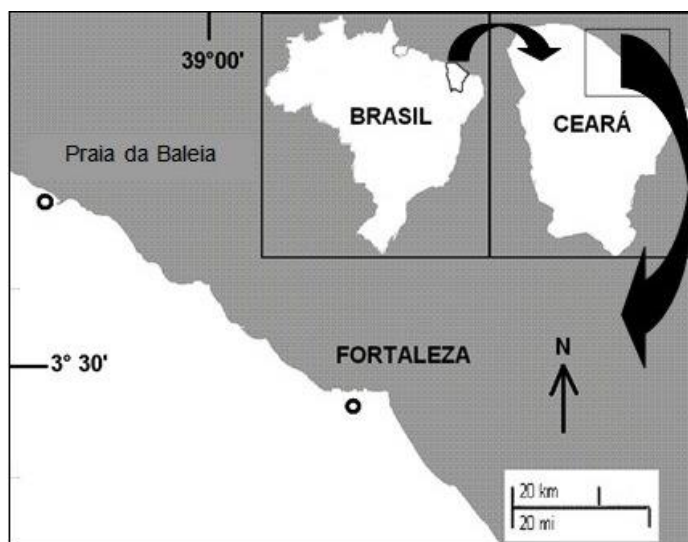 39°00'
BRASIL
CEARÁ
Praia da Baleia
FORTALEZA
N
3° 30'
20 km
20 mi